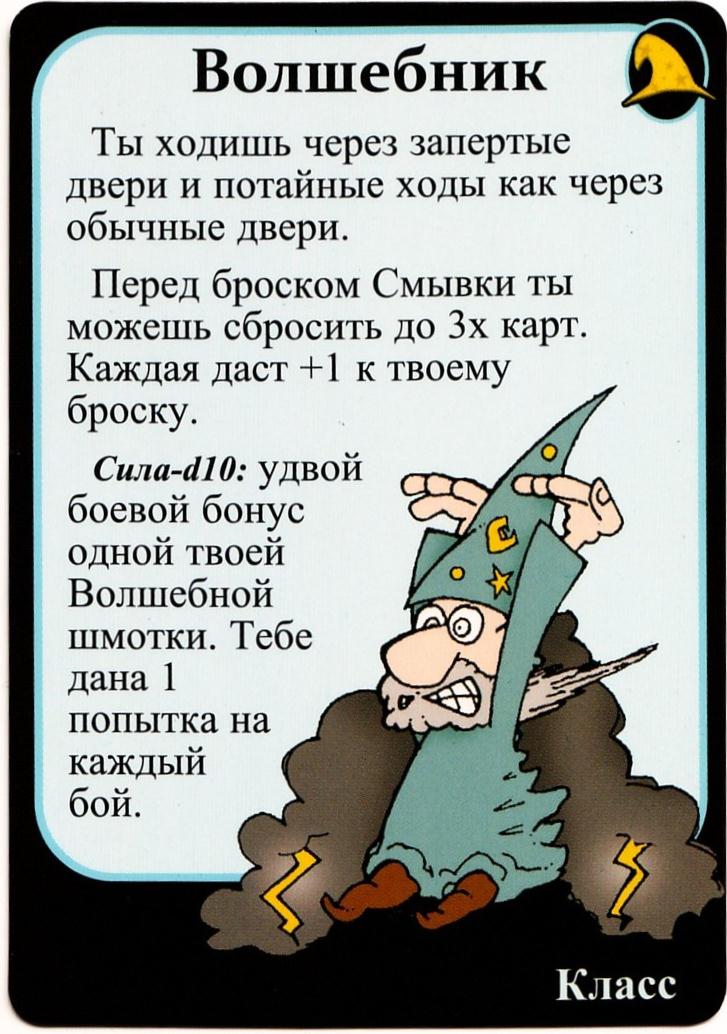 Волшебник
Ты ходишь через запертые
двери и потайные ходы как через
обычные двери.
Перед броском Смывки ты
можешь сбросить до 3х карт.
Каждая даст +1 к твоему
броску.
Сила-d10: удвой
боевой бонус
одной твоей
Волшебной
шмотки. Тебе
дана 1
попытка на
каждый
бой.
Класс